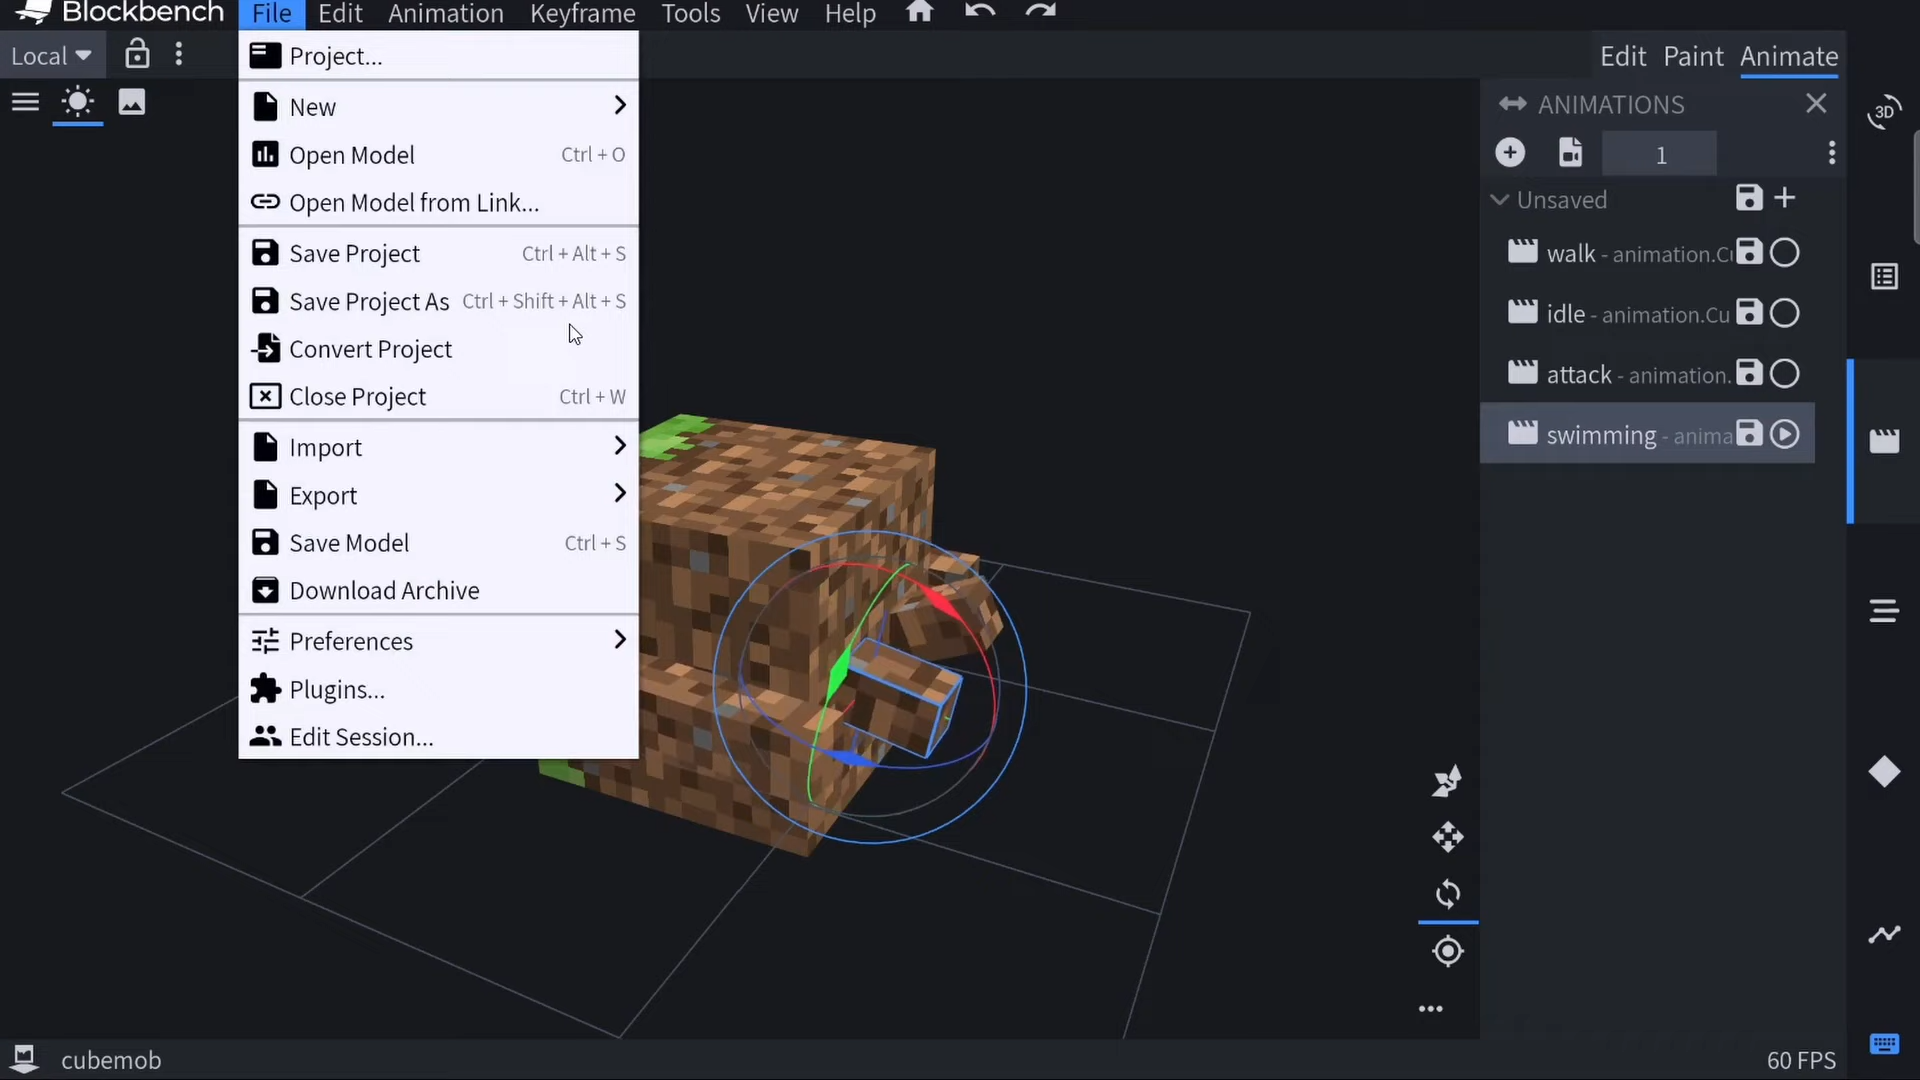 Blockbench File Edit Animation Keyframe Tools View Help
Local Edit Paint Animate
Project...
New
Open Model Ctrl + O
Open Model from Link...
Save Project Ctrl + Alt + S
Save Project As Ctrl + Shift + Alt + S
Convert Project
Close Project Ctrl + W
Import
Export
Save Model Ctrl + S
Download Archive
Preferences
Plugins...
Edit Session...
ANIMATIONS
1
Unsaved
walk - animation.Cu
idle - animation.Cu
attack - animation.
swimming - anima
3D
cubemob 60 FPS